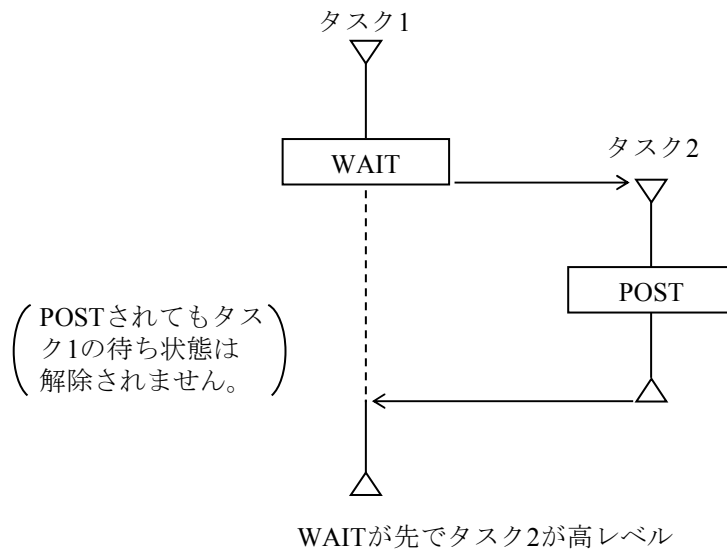 タスク1
WAIT
タスク2
POST
POSTされてもタス
ク1の待ち状態は
解除されません。
WAITが先でタスク2が高レベル